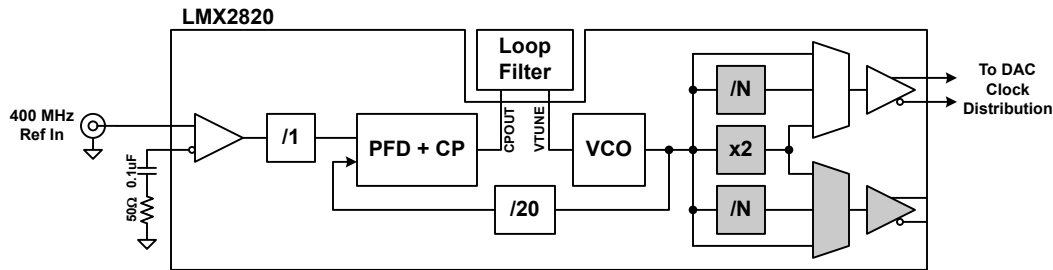 LMX2820
Loop
Filter
400 MHz
Ref In
50Ω 0.1uF
/1
PFD + CP
CPOUT
VTUNE
VCO
/20
/N
x2
/N
To DAC
Clock
Distribution